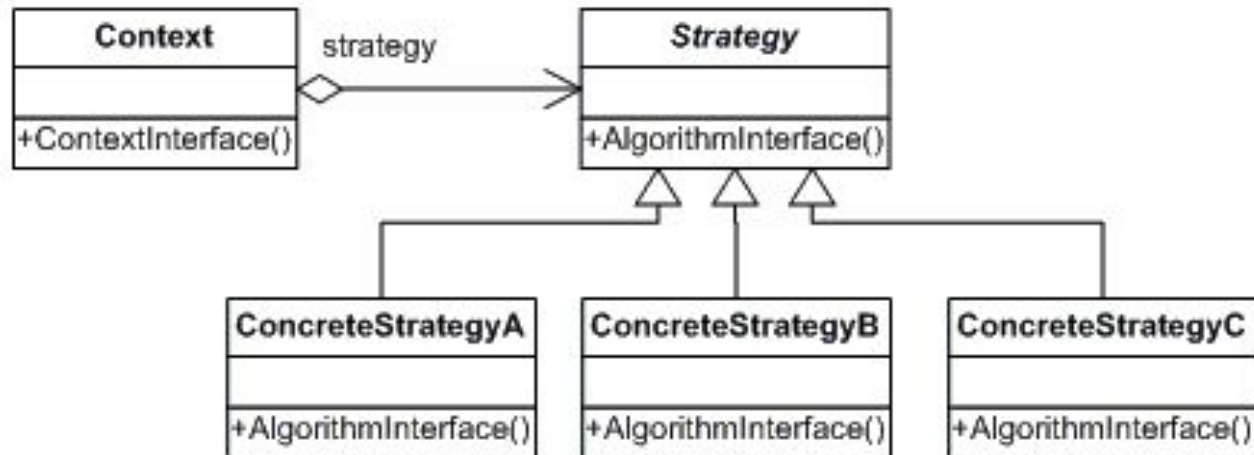 Context
strategy
Strategy
+ContextInterface()
+AlgorithmInterface()
ConcreteStrategyA
ConcreteStrategyB
ConcreteStrategyC
+AlgorithmInterface()
+AlgorithmInterface()
+AlgorithmInterface()